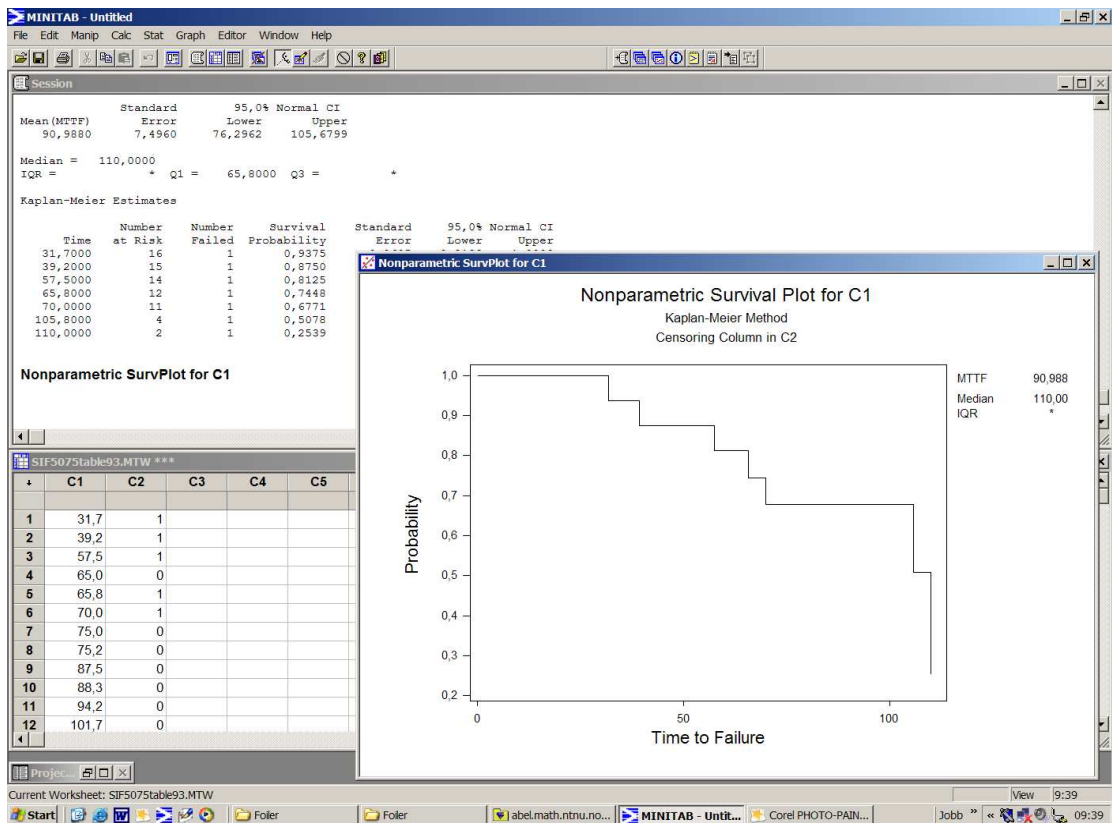 MINITAB - Untitled
File Edit Manip Calc Stat Graph Editor Window Help
Session
Standard 95,0% Normal CI
Mean(MTTF) Error Lower Upper
90,9880 7,4960 76,2962 105,6799
Median = 110,0000
IQR = * Q1 = 65,8000 Q3 = *
Kaplan-Meier Estimates
Number Number Survival Standard 95,0% Normal CI
Time at Risk Failed Probability Error Lower Upper
31,7000 16 1 0,9375
39,2000 15 1 0,8750
57,5000 14 1 0,8125
65,8000 12 1 0,7448
70,0000 11 1 0,6771
105,8000 4 1 0,5078
110,0000 2 1 0,2539
Nonparametric SurvPlot for C1
SIF5075table93.MTW ***
C1 C2 C3 C4 C5
1 31,7 1
2 39,2 1
3 57,5 1
4 65,0 0
5 65,8 1
6 70,0 1
7 75,0 0
8 75,2 0
9 87,5 0
10 88,3 0
11 94,2 0
12 101,7 0
Nonparametric SurvPlot for C1
Nonparametric Survival Plot for C1
Kaplan-Meier Method
Censoring Column in C2
MTTF 90,988
Median 110,00
IQR *
1,0
0,9
0,8
0,7
0,6
0,5
0,4
0,3
0,2
Probability
0 50 100
Time to Failure
Projec...
Current Worksheet: SIF5075table93.MTW View 9:39
Start Foiler Foiler abel.math.ntnu.no... MINITAB - Untit... Corel PHOTO-PAIN... Jobb » « 09:39